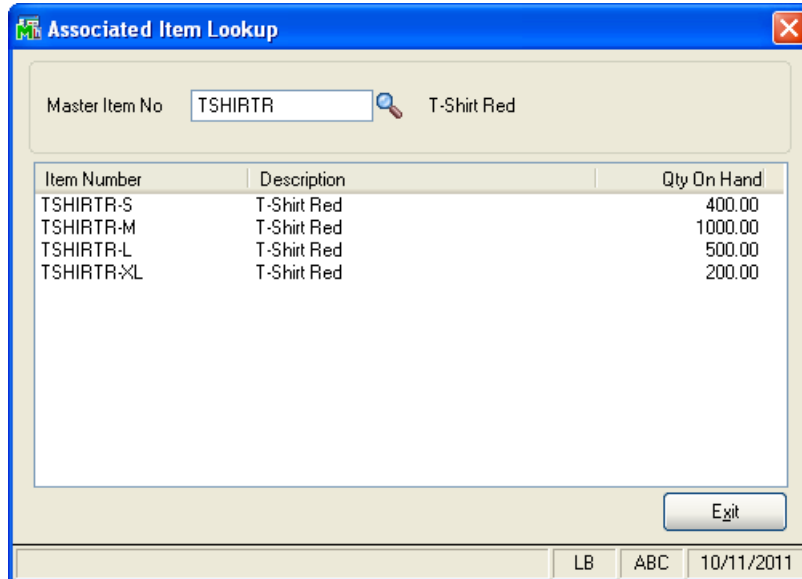 Associated Item Lookup
Master Item No TSHIRTR T-Shirt Red
Item Number Description Qty On Hand
TSHIRTR-S T-Shirt Red 400.00
TSHIRTR-M T-Shirt Red 1000.00
TSHIRTR-L T-Shirt Red 500.00
TSHIRTR-XL T-Shirt Red 200.00
Exit
LB ABC 10/11/2011